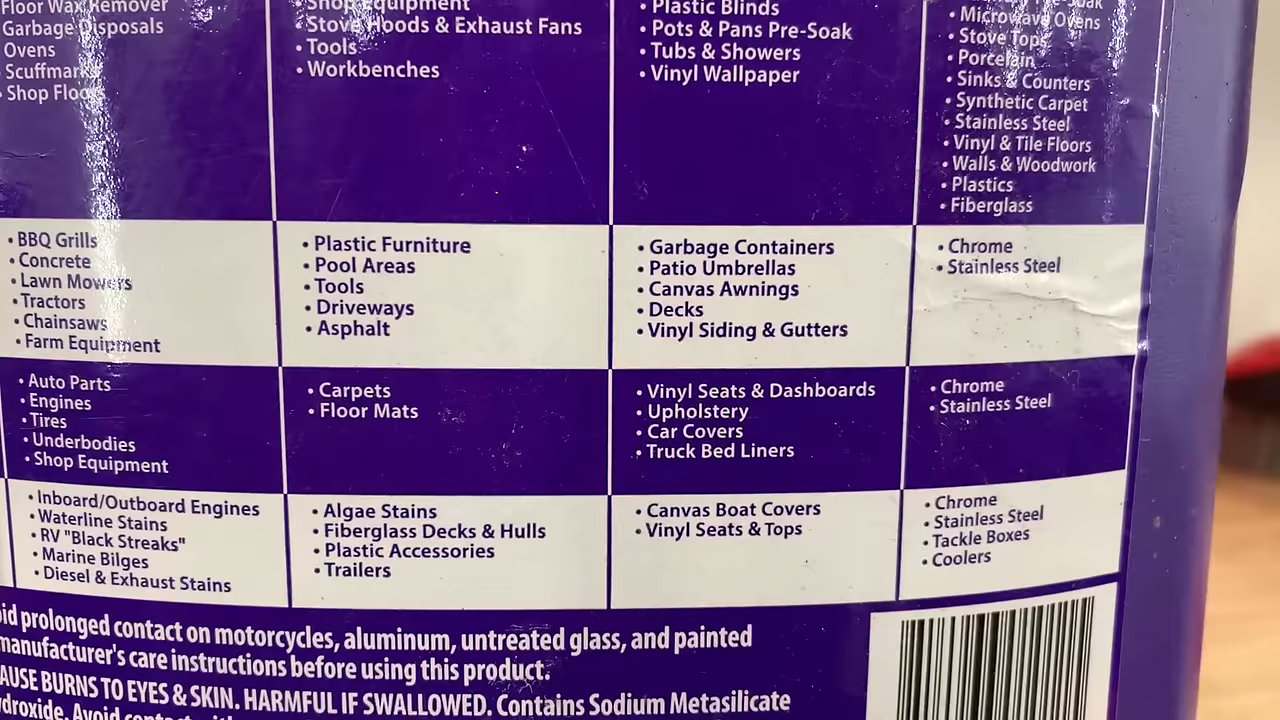 Floor Wax Remover
Garbage Disposals
Ovens
• Scuffmarks
• Shop Floors
Shop Equipment
• Stove Hoods & Exhaust Fans
• Tools
• Workbenches
• Plastic Blinds
• Pots & Pans Pre-Soak
• Tubs & Showers
• Vinyl Wallpaper
• Microwave Ovens
• Stove Tops
• Porcelain
• Sinks & Counters
• Synthetic Carpet
• Stainless Steel
• Vinyl & Tile Floors
• Walls & Woodwork
• Plastics
• Fiberglass
• BBQ Grills
• Concrete
• Lawn Mowers
• Tractors
• Chainsaws
• Farm Equipment
• Plastic Furniture
• Pool Areas
• Tools
• Driveways
• Asphalt
• Garbage Containers
• Patio Umbrellas
• Canvas Awnings
• Decks
• Vinyl Siding & Gutters
• Chrome
• Stainless Steel
• Auto Parts
• Engines
• Tires
• Underbodies
• Shop Equipment
• Carpets
• Floor Mats
• Vinyl Seats & Dashboards
• Upholstery
• Car Covers
• Truck Bed Liners
• Chrome
• Stainless Steel
• Inboard/Outboard Engines
• Waterline Stains
• RV "Black Streaks"
• Marine Bilges
• Diesel & Exhaust Stains
• Algae Stains
• Fiberglass Decks & Hulls
• Plastic Accessories
• Trailers
• Canvas Boat Covers
• Vinyl Seats & Tops
• Chrome
• Stainless Steel
• Tackle Boxes
• Coolers
prolonged contact on motorcycles, aluminum, untreated glass, and painted
manufacturer's care instructions before using this product.
BURNS TO EYES & SKIN. HARMFUL IF SWALLOWED. Contains Sodium Metasilicate
Avoid